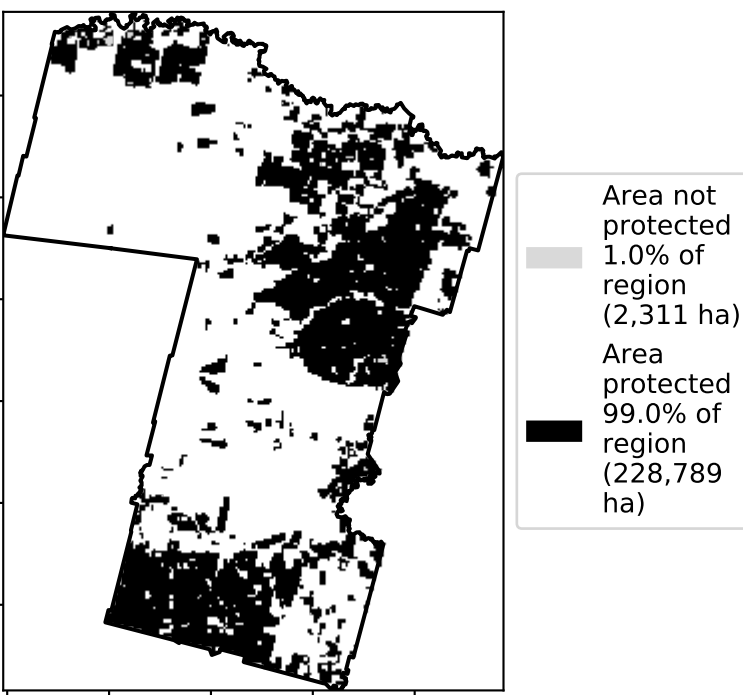 Area not
protected
1.0% of
region
(2,311 ha)
Area
protected
99.0% of
region
(228,789
ha)